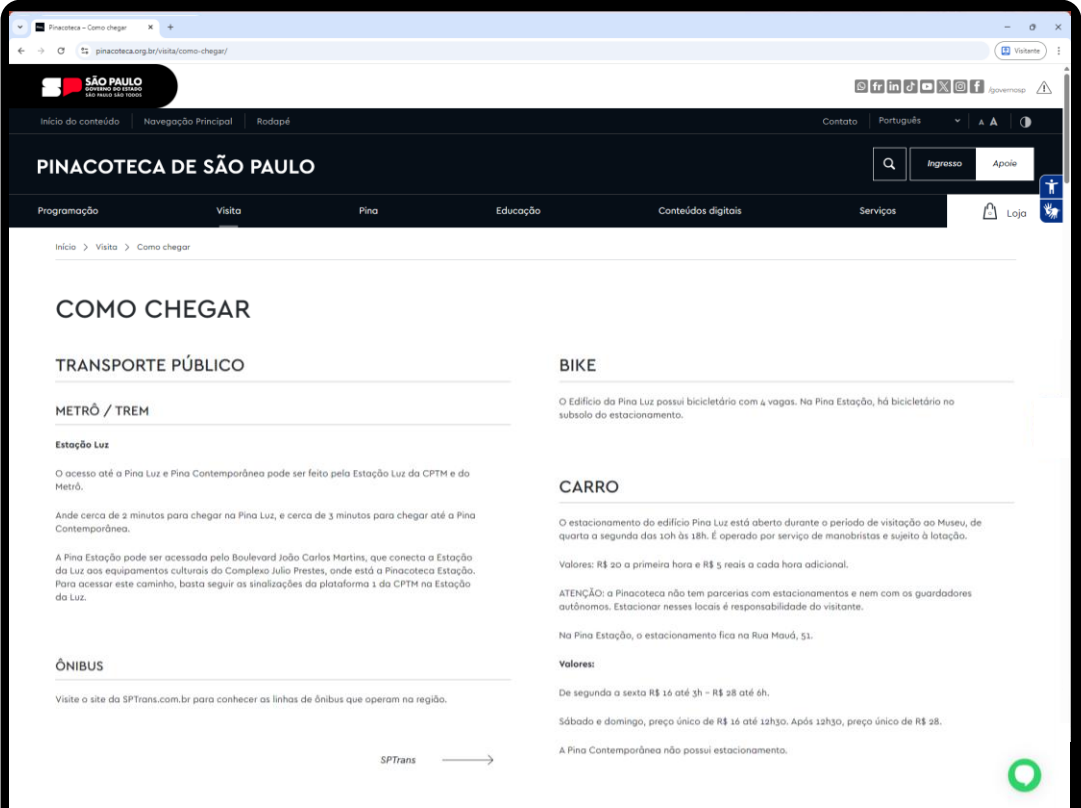 Pinacoteca – Como chegar
pinacoteca.org.br/visita/como-chegar/
Visitante
SÃO PAULO
GOVERNO DO ESTADO
SÃO PAULO SÃO TODOS
/governosp
Início do conteúdo
Navegação Principal
Rodapé
Contato
Português
A A
PINACOTECA DE SÃO PAULO
Ingresso
Apoie
Programação
Visita
Pina
Educação
Conteúdos digitais
Serviços
Loja
Início > Visita > Como chegar
COMO CHEGAR
TRANSPORTE PÚBLICO
METRÔ / TREM
Estação Luz
O acesso até a Pina Luz e Pina Contemporânea pode ser feito pela Estação Luz da CPTM e do
Metrô.
Ande cerca de 2 minutos para chegar na Pina Luz, e cerca de 3 minutos para chegar até a Pina
Contemporânea.
A Pina Estação pode ser acessada pelo Boulevard João Carlos Martins, que conecta a Estação
da Luz aos equipamentos culturais do Complexo Julio Prestes, onde está a Pinacoteca Estação.
Para acessar este caminho, basta seguir as sinalizações da plataforma 1 da CPTM na Estação
da Luz.
ÔNIBUS
Visite o site da SPTrans.com.br para conhecer as linhas de ônibus que operam na região.
SPTrans
BIKE
O Edifício da Pina Luz possui bicicletário com 4 vagas. Na Pina Estação, há bicicletário no
subsolo do estacionamento.
CARRO
O estacionamento do edifício Pina Luz está aberto durante o período de visitação ao Museu, de
quarta a segunda das 10h às 18h. É operado por serviço de manobristas e sujeito à lotação.
Valores: R$ 20 a primeira hora e R$ 5 reais a cada hora adicional.
ATENÇÃO: a Pinacoteca não tem parcerias com estacionamentos e nem com os guardadores
autônomos. Estacionar nesses locais é responsabilidade do visitante.
Na Pina Estação, o estacionamento fica na Rua Mauá, 51.
Valores:
De segunda a sexta R$ 16 até 3h – R$ 28 até 6h.
Sábado e domingo, preço único de R$ 16 até 12h30. Após 12h30, preço único de R$ 28.
A Pina Contemporânea não possui estacionamento.